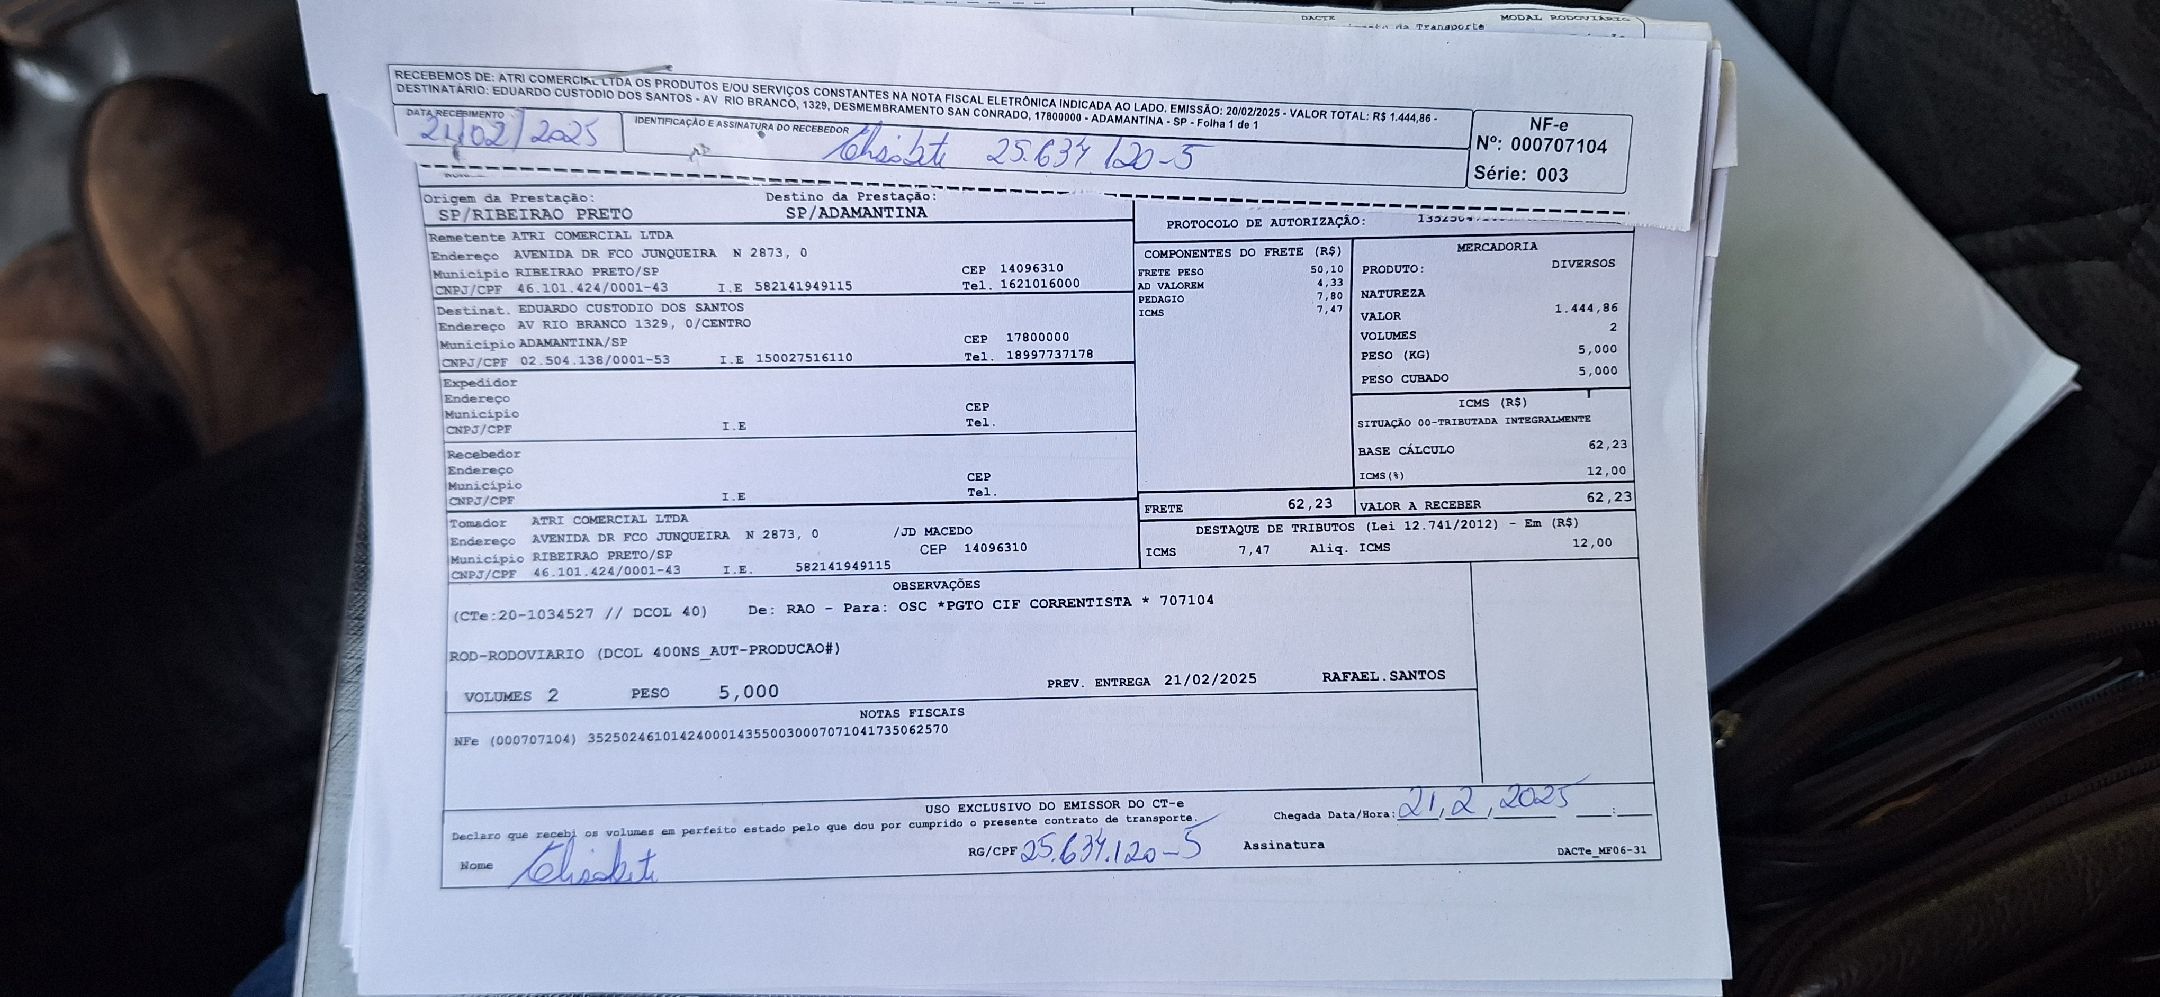 DACTE MODAL RODOVIÁRIO
da Transporte
RECEBEMOS DE: ATRI COMERCIAL LTDA OS PRODUTOS E/OU SERVIÇOS CONSTANTES NA NOTA FISCAL ELETRÔNICA INDICADA AO LADO. EMISSÃO: 20/02/2025 - VALOR TOTAL: R$ 1.444,86 -
DESTINATÁRIO: EDUARDO CUSTODIO DOS SANTOS - AV RIO BRANCO, 1329, DESMEMBRAMENTO SAN CONRADO, 17800000 - ADAMANTINA - SP - Folha 1 de 1
DATA RECEBIMENTO
21/02/2025
IDENTIFICAÇÃO E ASSINATURA DO RECEBEDOR
Elisabete 25.634.120-5
NF-e
Nº: 000707104
Série: 003
Origem da Prestação: Destino da Prestação:
SP/RIBEIRAO PRETO SP/ADAMANTINA
PROTOCOLO DE AUTORIZAÇÃO:
Remetente ATRI COMERCIAL LTDA
Endereço AVENIDA DR FCO JUNQUEIRA N 2873, 0
Município RIBEIRAO PRETO/SP CEP 14096310
CNPJ/CPF 46.101.424/0001-43 I.E 582141949115 Tel. 1621016000
Destinat. EDUARDO CUSTODIO DOS SANTOS
Endereço AV RIO BRANCO 1329, 0/CENTRO
Município ADAMANTINA/SP CEP 17800000
CNPJ/CPF 02.504.138/0001-53 I.E 150027516110 Tel. 18997737178
Expedidor
Endereço
Município CEP
CNPJ/CPF I.E Tel.
Recebedor
Endereço
Município CEP
CNPJ/CPF I.E Tel.
Tomador ATRI COMERCIAL LTDA
Endereço AVENIDA DR FCO JUNQUEIRA N 2873, 0 /JD MACEDO
Município RIBEIRAO PRETO/SP CEP 14096310
CNPJ/CPF 46.101.424/0001-43 I.E. 582141949115
COMPONENTES DO FRETE (R$)
FRETE PESO 50,10
AD VALOREM 4,33
PEDAGIO 7,80
ICMS 7,47
MERCADORIA
PRODUTO: DIVERSOS
NATUREZA
VALOR 1.444,86
VOLUMES 2
PESO (KG) 5,000
PESO CUBADO 5,000
ICMS (R$)
SITUAÇÃO 00-TRIBUTADA INTEGRALMENTE
BASE CÁLCULO 62,23
ICMS(%) 12,00
FRETE 62,23 VALOR A RECEBER 62,23
DESTAQUE DE TRIBUTOS (Lei 12.741/2012) - Em (R$)
ICMS 7,47 Aliq. ICMS 12,00
OBSERVAÇÕES
(CTe:20-1034527 // DCOL 40) De: RAO - Para: OSC *PGTO CIF CORRENTISTA * 707104
ROD-RODOVIARIO (DCOL 400NS_AUT-PRODUCAO#)
VOLUMES 2 PESO 5,000 PREV. ENTREGA 21/02/2025 RAFAEL.SANTOS
NOTAS FISCAIS
NFe (000707104) 35250246101424000143550030007071041735062570
USO EXCLUSIVO DO EMISSOR DO CT-e
Declaro que recebi os volumes em perfeito estado pelo que dou por cumprido o presente contrato de transporte. Chegada Data/Hora: 21/2/2025 __:__
Nome Elisabete RG/CPF 25.634.120-5 Assinatura
DACTe_MF06-31